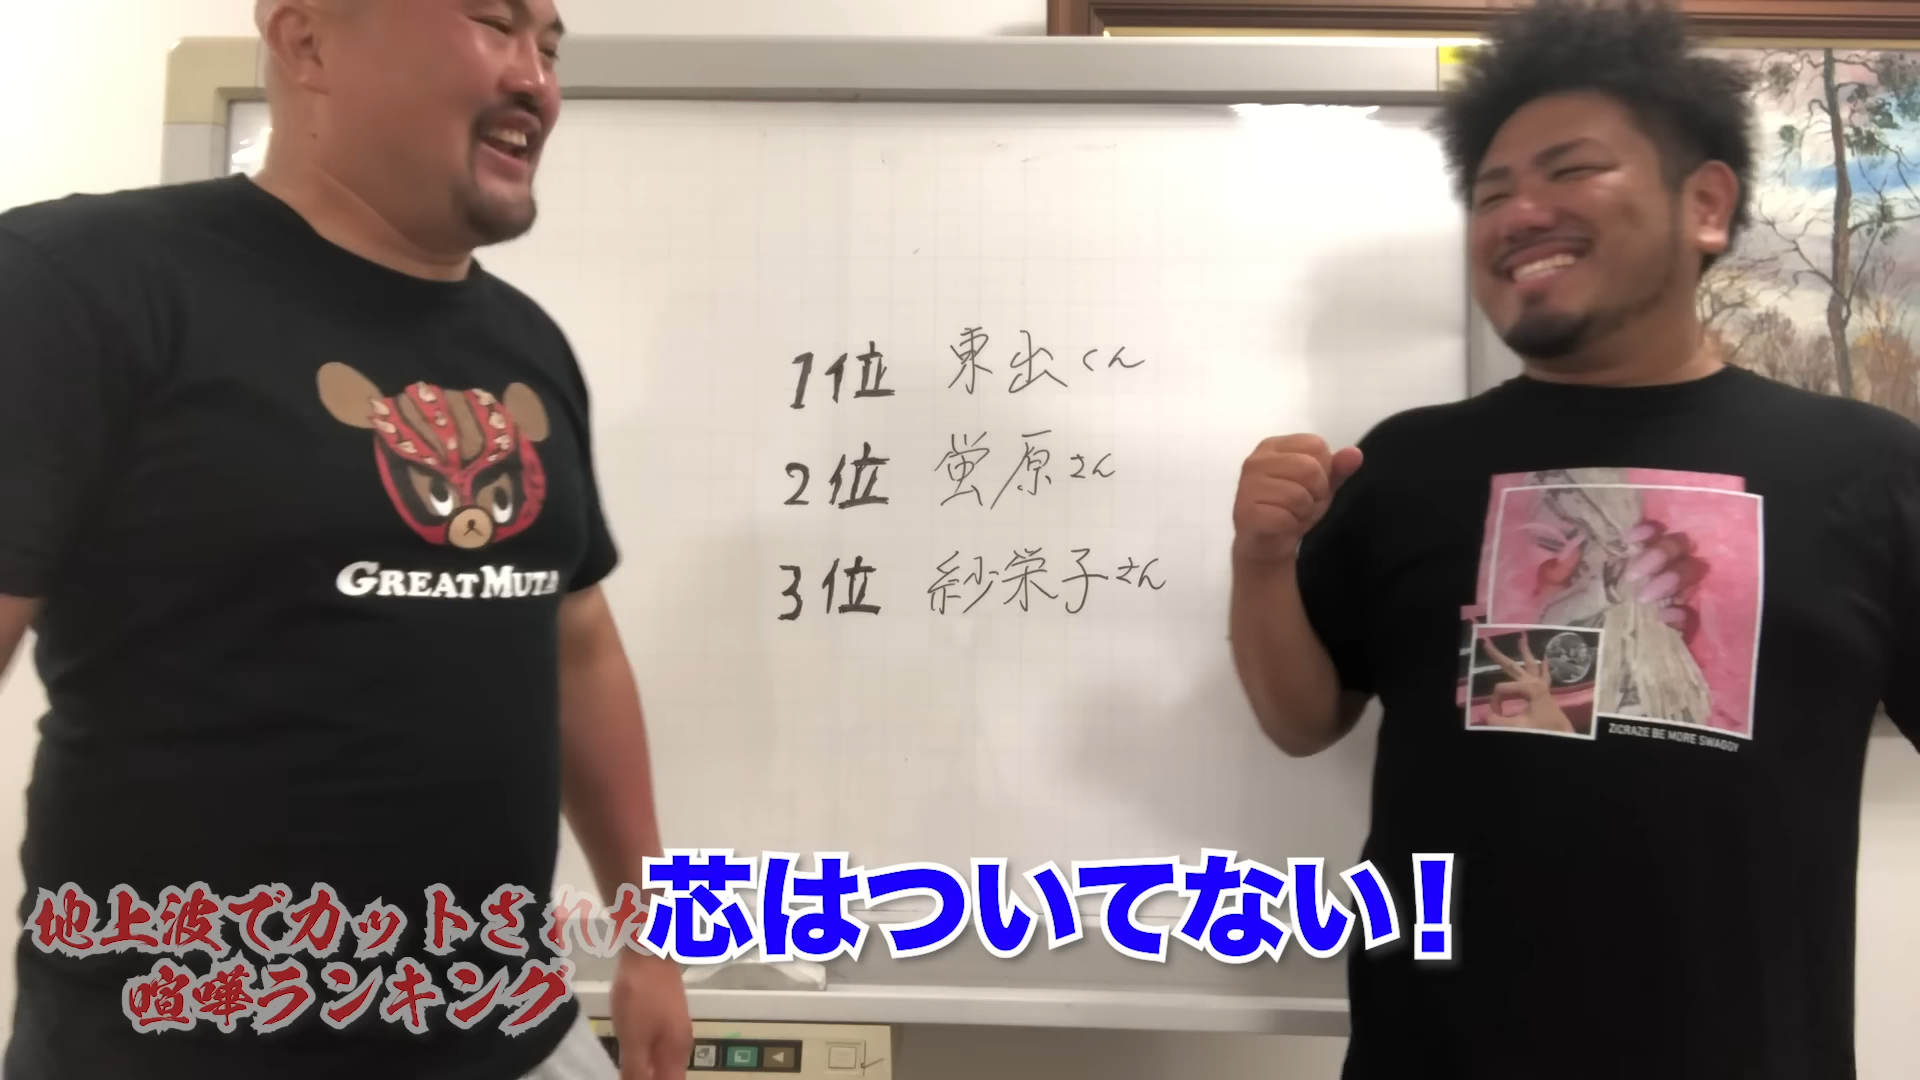 1位 東出くん
2位 蛍原さん
3位 紗栄子さん
GREAT MUTA
ZICRAZE BE MORE SWAGGY
芯はついてない!
地上波でカットされた
喧嘩ランキング